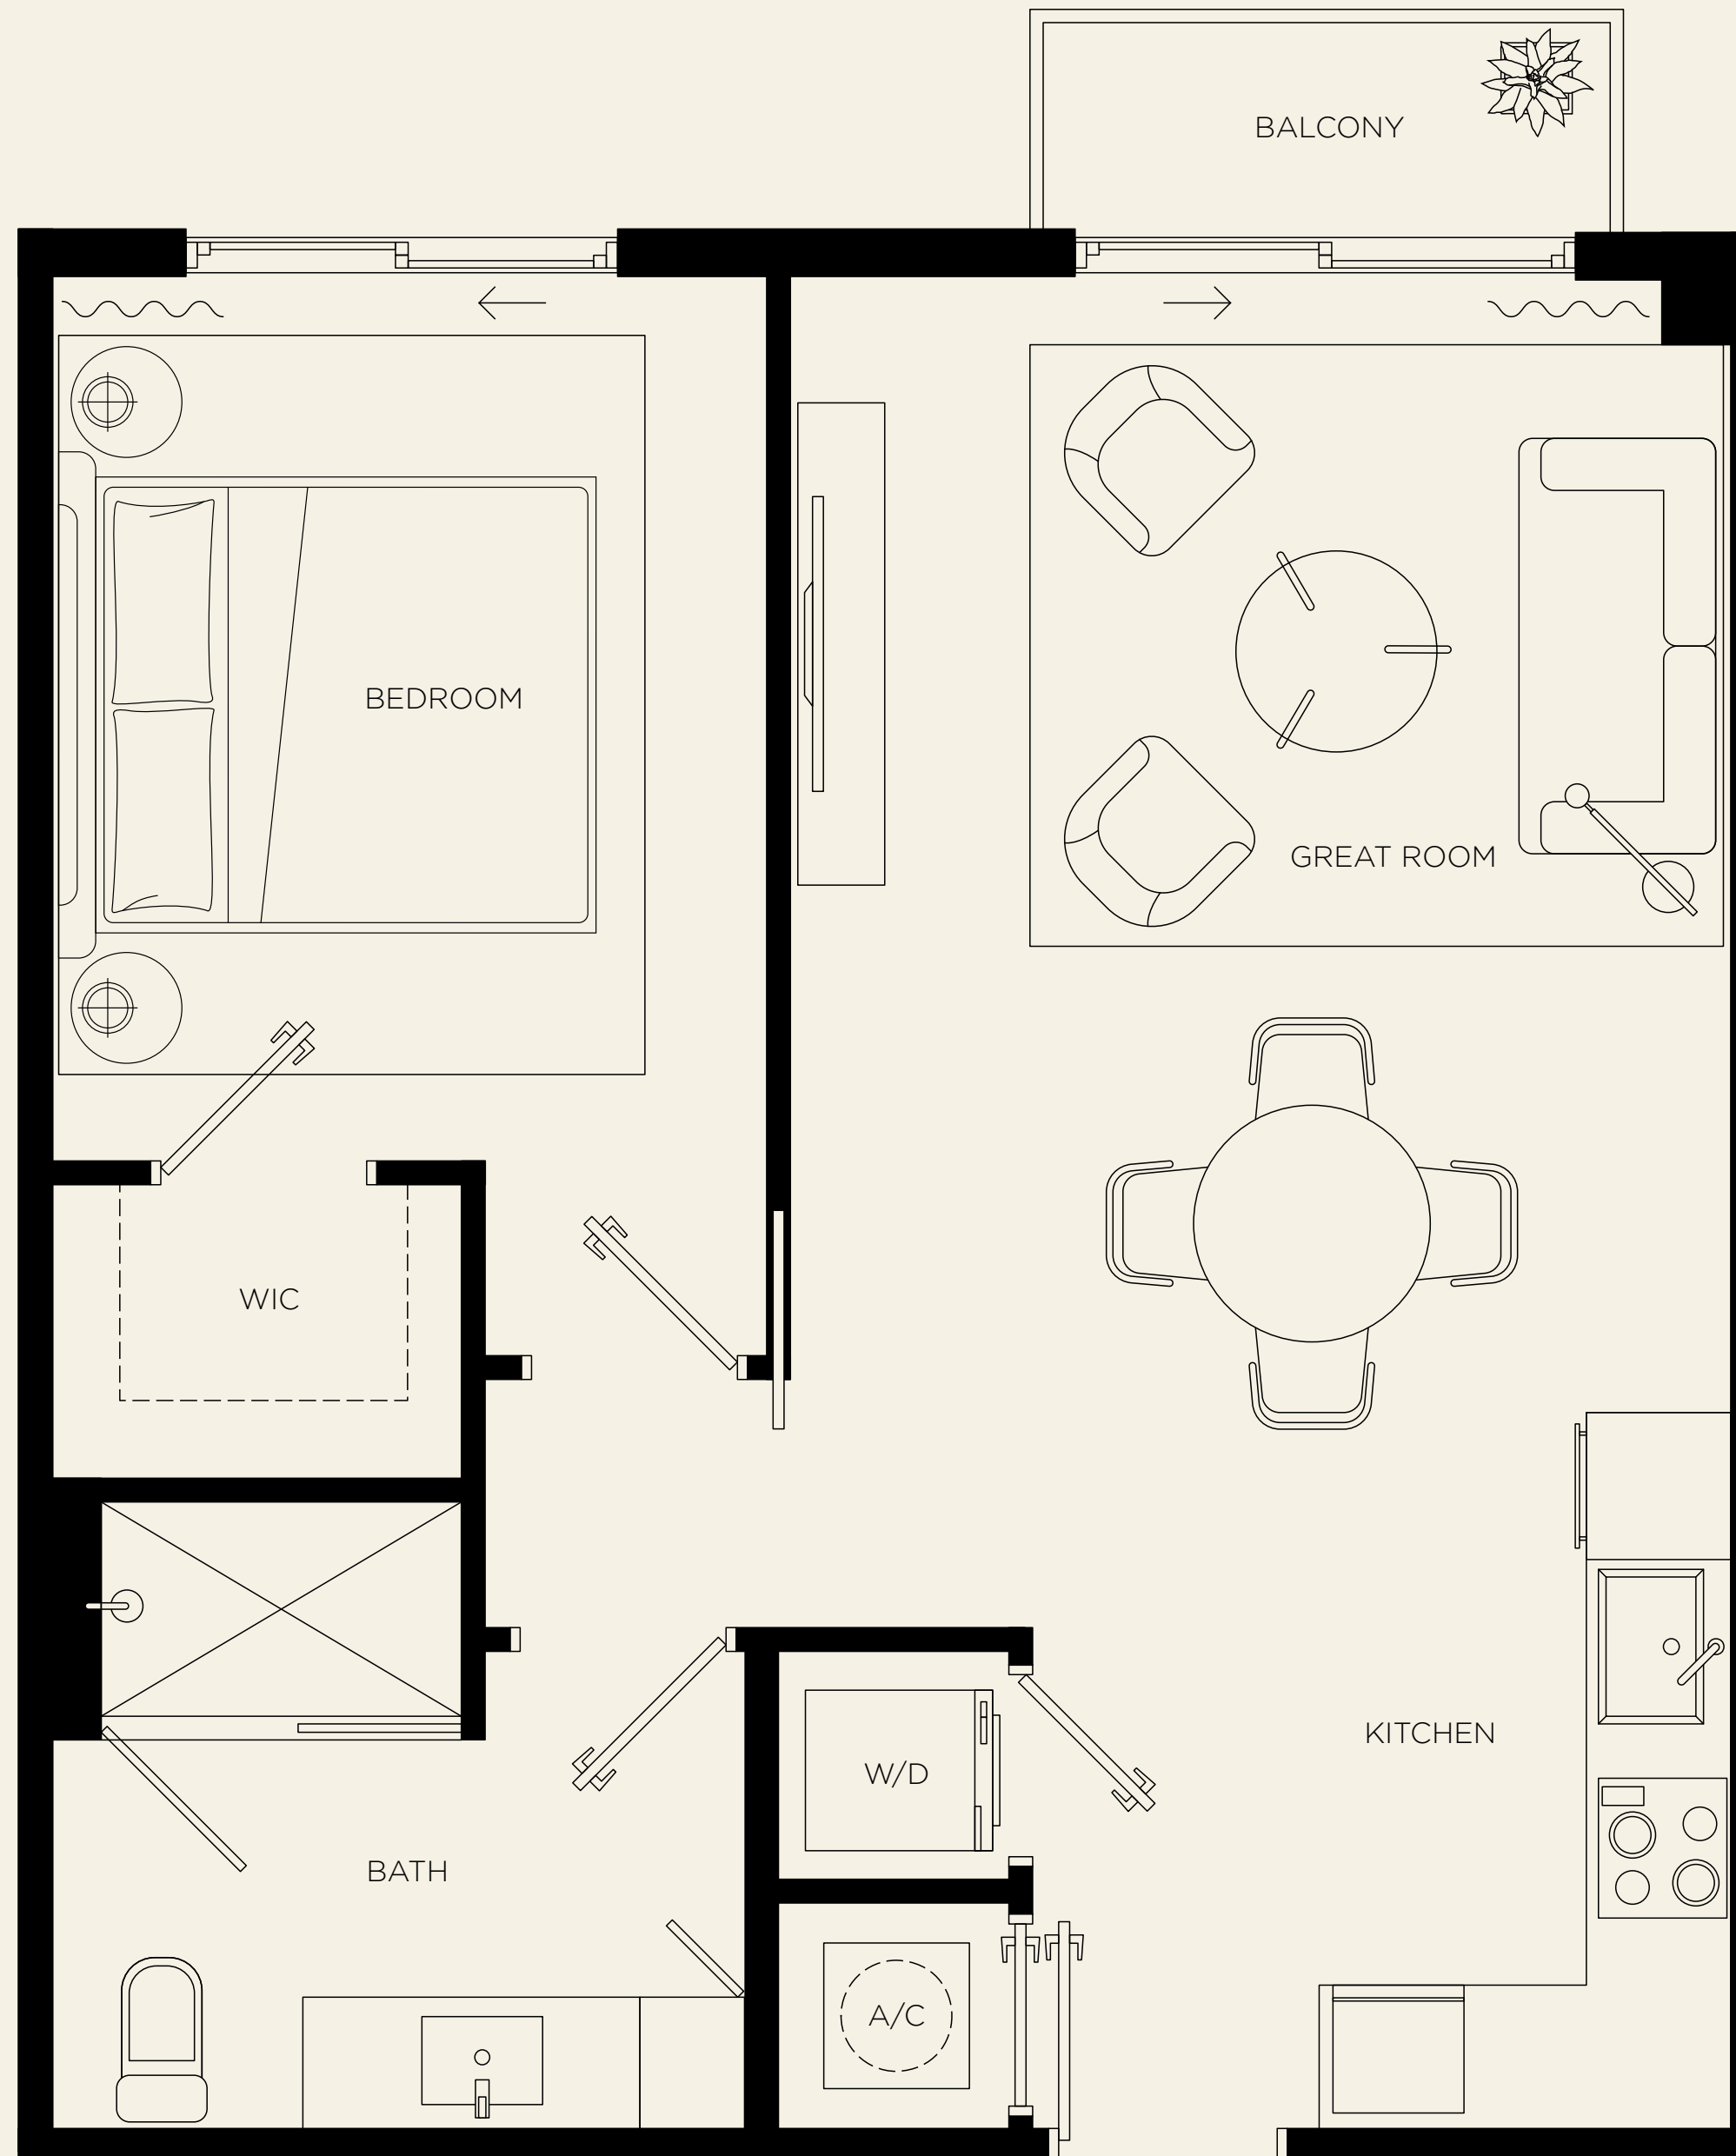 BALCONY
BEDROOM
GREAT ROOM
WIC
KITCHEN
W/D
BATH
A/C